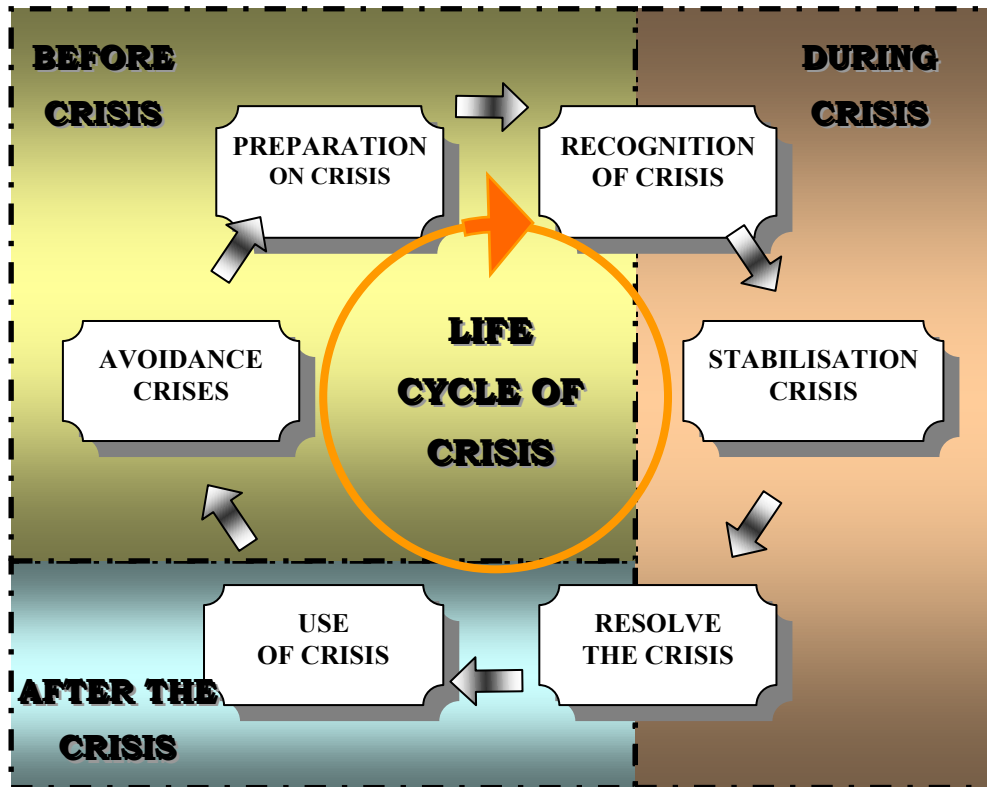 BEFORE
CRISIS
DURING
CRISIS
PREPARATION
ON CRISIS
RECOGNITION
OF CRISIS
LIFE
CYCLE OF
CRISIS
AVOIDANCE
CRISES
STABILISATION
CRISIS
USE
OF CRISIS
RESOLVE
THE CRISIS
AFTER THE
CRISIS